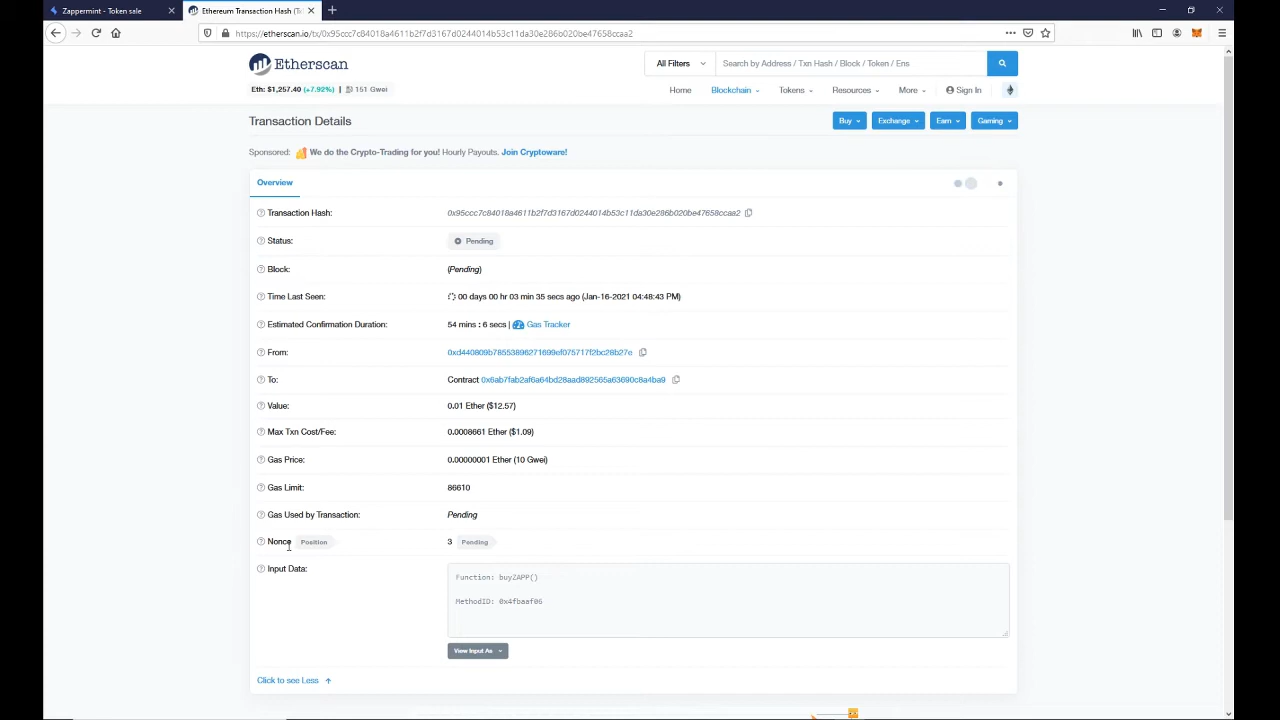 Zappermint - Token sale
Ethereum Transaction Hash (Tx
https://etherscan.io/tx/0x95ccc7c84018a4611b2f7d3167d0244014b53c11da30e286b020be47658ccaa2
Etherscan
All Filters
Search by Address / Txn Hash / Block / Token / Ens
Eth: $1,257.40 (+7.92%) | 151 Gwei
Home Blockchain Tokens Resources More Sign In
Transaction Details
Buy Exchange Earn Gaming
Sponsored: We do the Crypto-Trading for you! Hourly Payouts. Join Cryptoware!
Overview
Transaction Hash: 0x95ccc7c84018a4611b2f7d3167d0244014b53c11da30e286b020be47658ccaa2
Status: Pending
Block: (Pending)
Time Last Seen: 00 days 00 hr 03 min 35 secs ago (Jan-16-2021 04:48:43 PM)
Estimated Confirmation Duration: 54 mins : 6 secs | Gas Tracker
From: 0xd440809b78553896271699ef075717f2bc28b27e
To: Contract 0x6ab7fab2af6a64bd28aad892565a63690c8a4ba9
Value: 0.01 Ether ($12.57)
Max Txn Cost/Fee: 0.0008661 Ether ($1.09)
Gas Price: 0.00000001 Ether (10 Gwei)
Gas Limit: 86610
Gas Used by Transaction: Pending
Nonce Position 3 Pending
Input Data:
Function: buyZAPP()
MethodID: 0x4fbaaf06
View Input As
Click to see Less